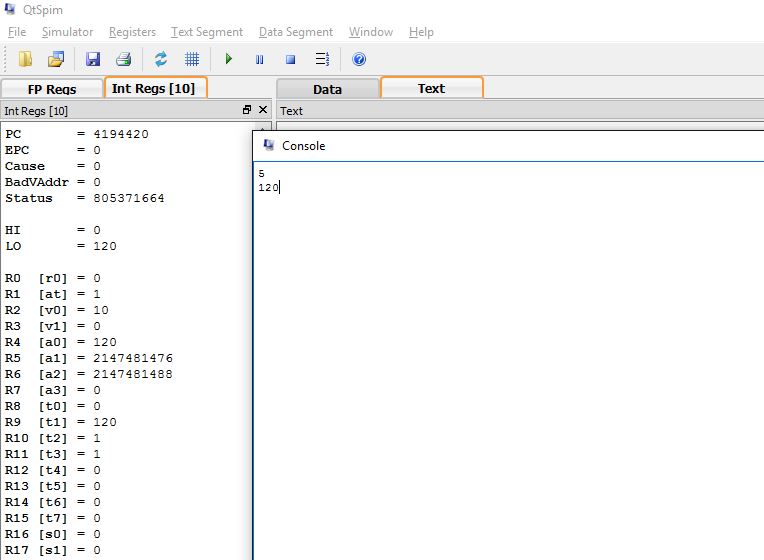 QtSpim
File Simulator Registers Text Segment Data Segment Window Help
FP Regs Int Regs [10] Data Text
Int Regs [10] Text
PC = 4194420
EPC = 0
Cause = 0
BadVAddr = 0
Status = 805371664
HI = 0
LO = 120
R0 [r0] = 0
R1 [at] = 1
R2 [v0] = 10
R3 [v1] = 0
R4 [a0] = 120
R5 [a1] = 2147481476
R6 [a2] = 2147481488
R7 [a3] = 0
R8 [t0] = 0
R9 [t1] = 120
R10 [t2] = 1
R11 [t3] = 1
R12 [t4] = 0
R13 [t5] = 0
R14 [t6] = 0
R15 [t7] = 0
R16 [s0] = 0
R17 [s1] = 0
Console
5
120